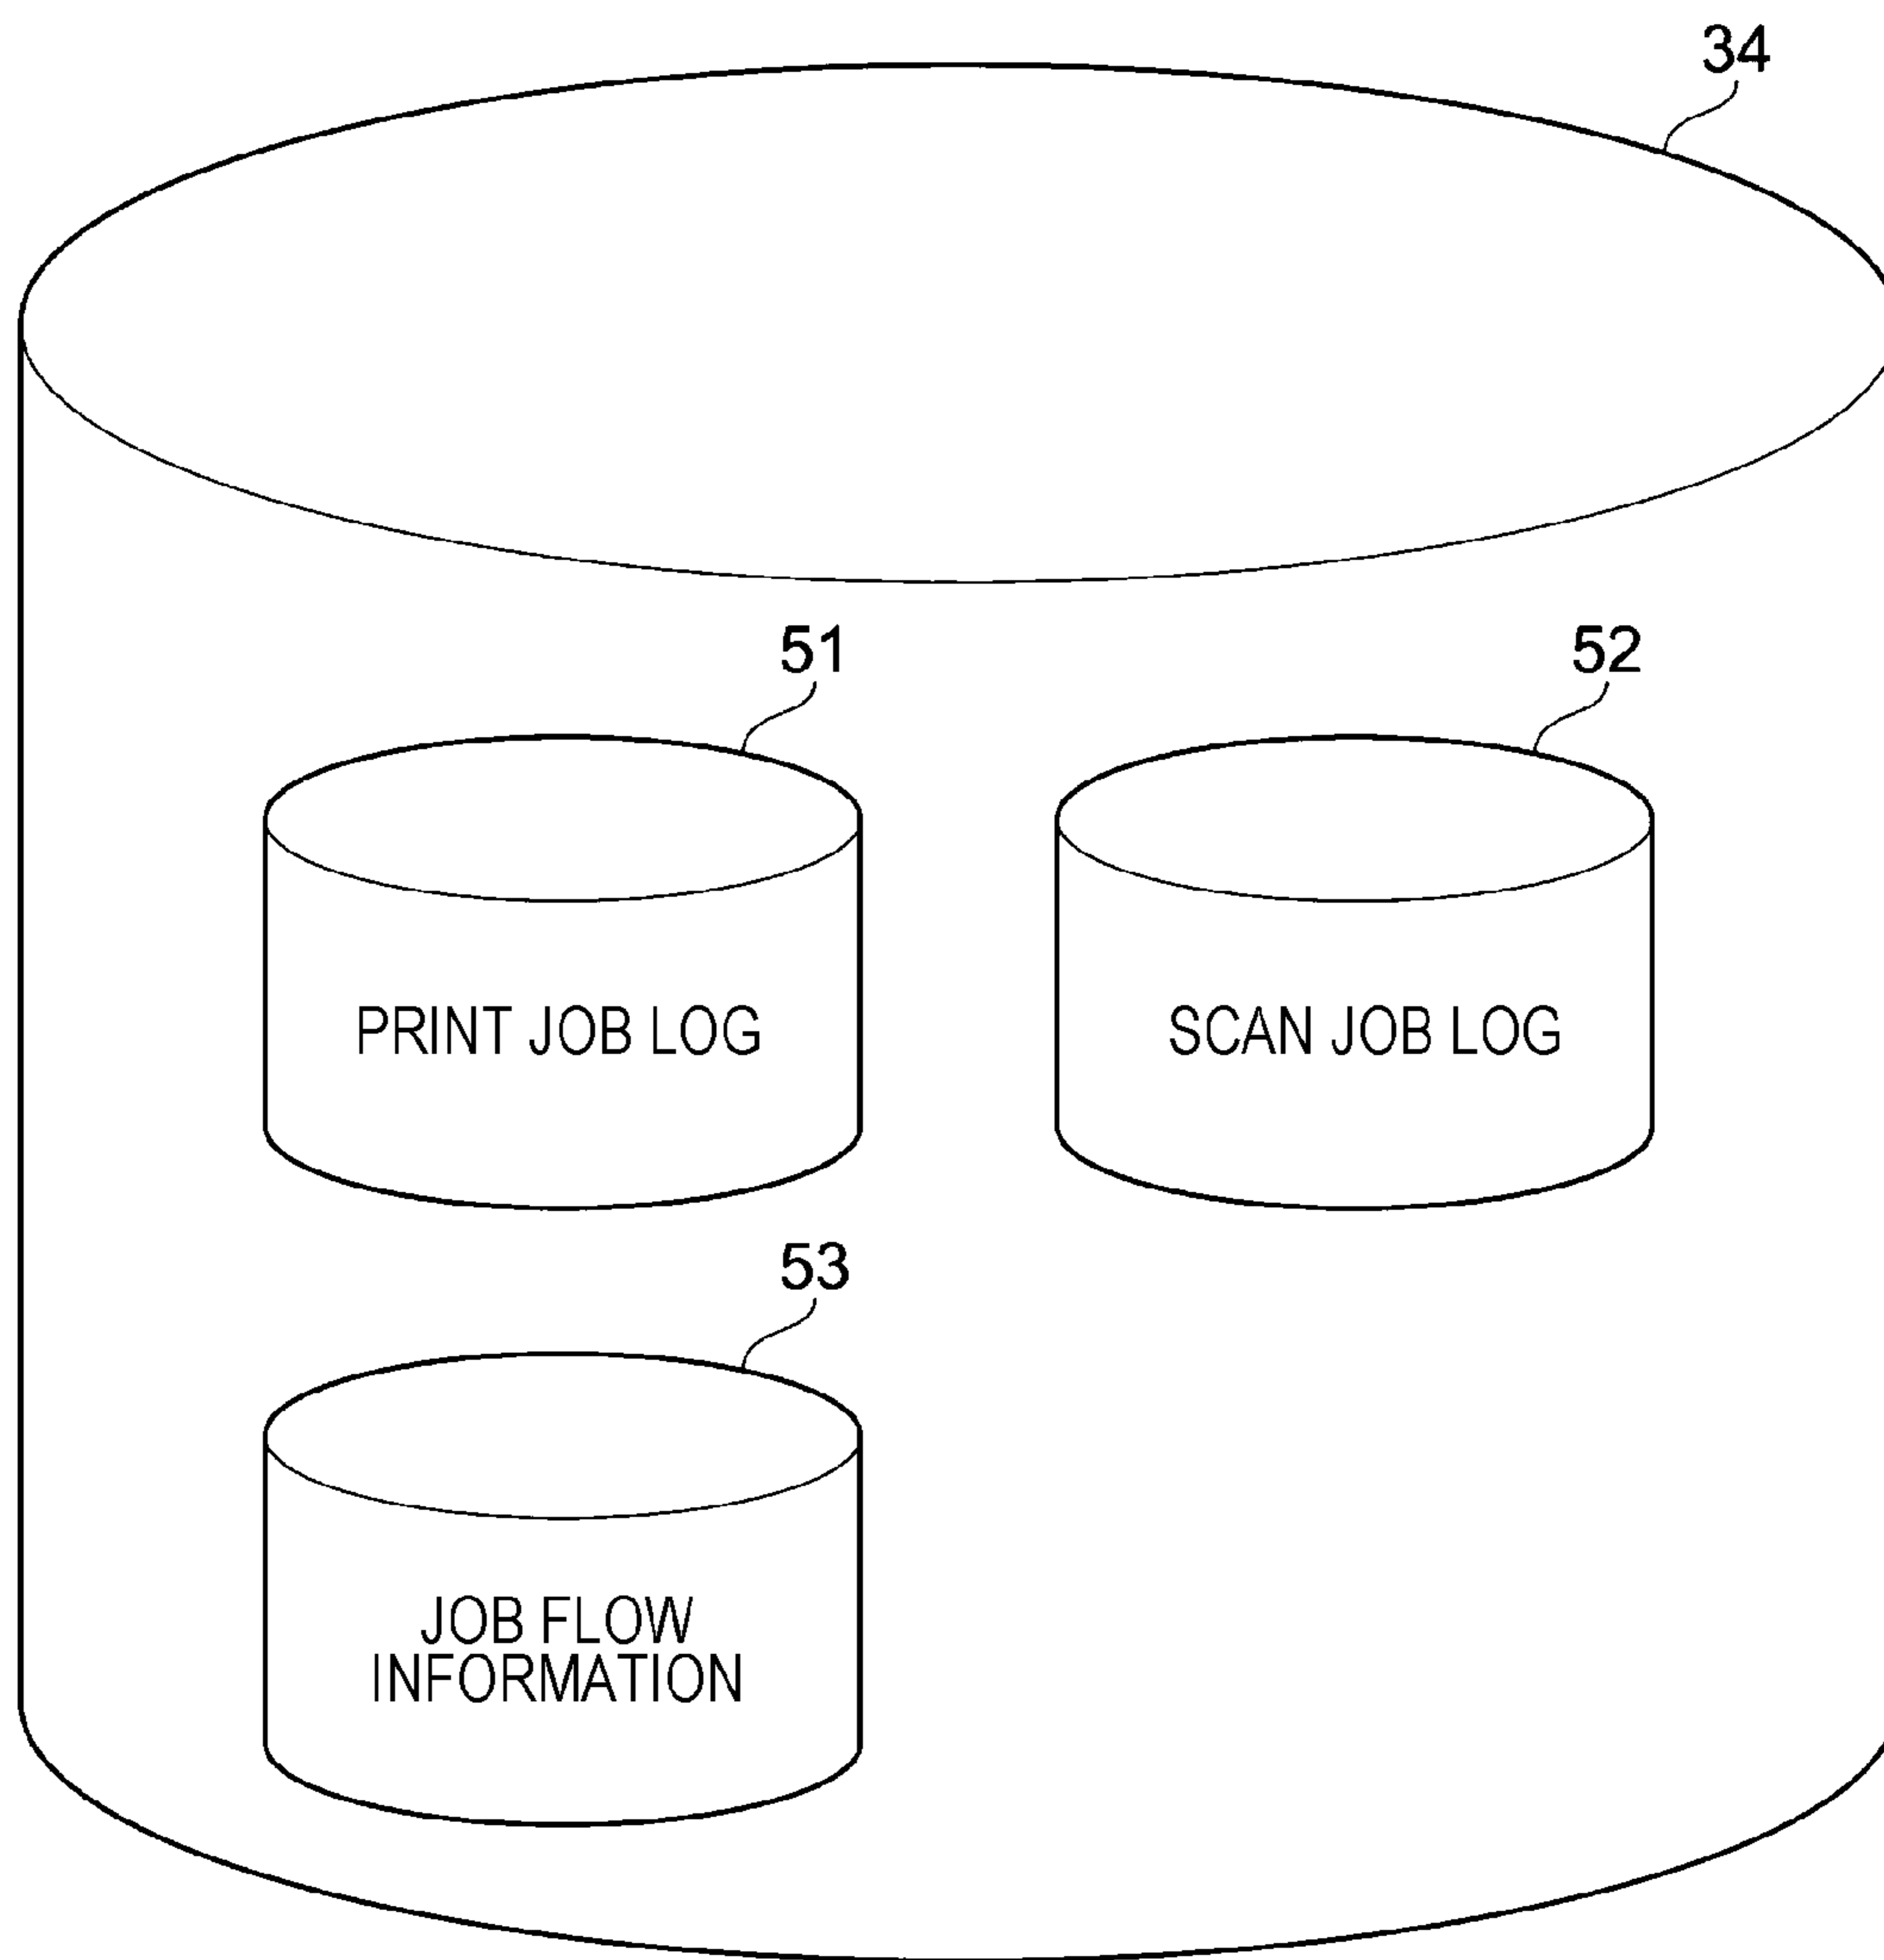 34
51
52
PRINT JOB LOG
SCAN JOB LOG
53
JOB FLOW
INFORMATION